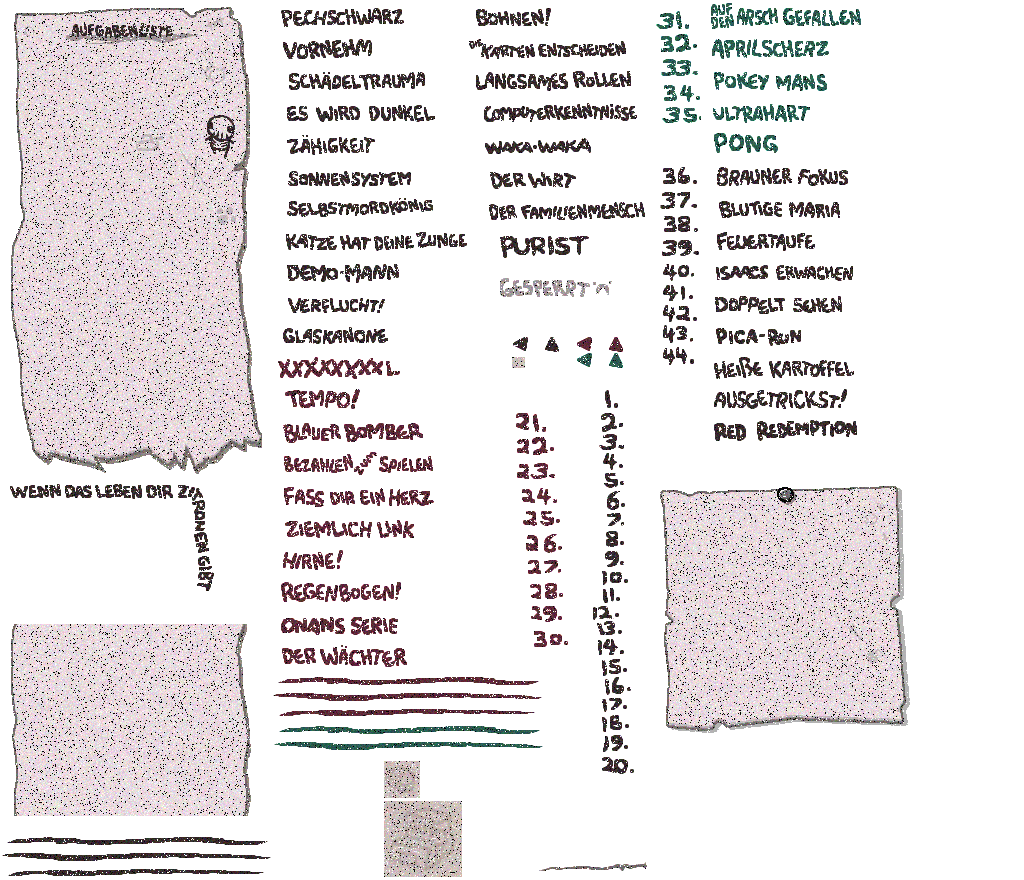 AUFGABENLISTE
WENN DAS LEBEN DIR ZITRONEN GIBT
PECHSCHWARZ
VORNEHM
SCHÄDELTRAUMA
ES WIRD DUNKEL
ZÄHIGKEIT
SONNENSYSTEM
SELBSTMORDKÖNIG
KATZE HAT DEINE ZUNGE
DEMO-MANN
VERFLUCHT!
GLASKANONE
XXXXXXXXL
TEMPO!
BLAUER BOMBER
BEZAHLEN ZUM SPIELEN
FASS DIR EIN HERZ
ZIEMLICH LINK
HIRNE!
REGENBOGEN!
ONANS SERIE
DER WÄCHTER
BOHNEN!
DIE KARTEN ENTSCHEIDEN
LANGSAMES ROLLEN
COMPUTERKENNTNISSE
WAKA-WAKA
DER WIRT
DER FAMILIENMENSCH
PURIST
GESPERRT
21.
22.
23.
24.
25.
26.
27.
28.
29.
30.
1.
2.
3.
4.
5.
6.
7.
8.
9.
10.
11.
12.
13.
14.
15.
16.
17.
18.
19.
20.
31.
32.
33.
34.
35.
36.
37.
38.
39.
40.
41.
42.
43.
44.
AUF DEN ARSCH GEFALLEN
APRILSCHERZ
POKEY MANS
ULTRAHART
PONG
BRAUNER FOKUS
BLUTIGE MARIA
FEUERTAUFE
ISAACS ERWACHEN
DOPPELT SEHEN
PICA-RUN
HEIẞE KARTOFFEL
AUSGETRICKST!
RED REDEMPTION